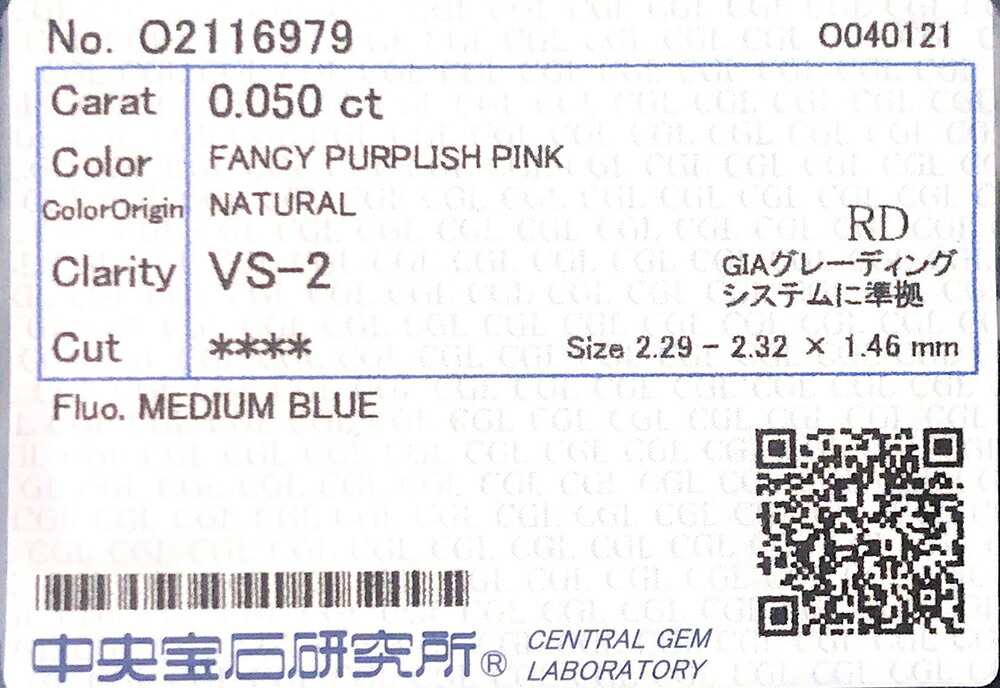 No. O2116979 O040121
Carat 0.050 ct
Color FANCY PURPLISH PINK
ColorOrigin NATURAL
RD
Clarity VS-2
GIAグレーディング
システムに準拠
Cut ****
Size 2.29 - 2.32 × 1.46 mm
Fluo. MEDIUM BLUE
中央宝石研究所® CENTRAL GEM
LABORATORY